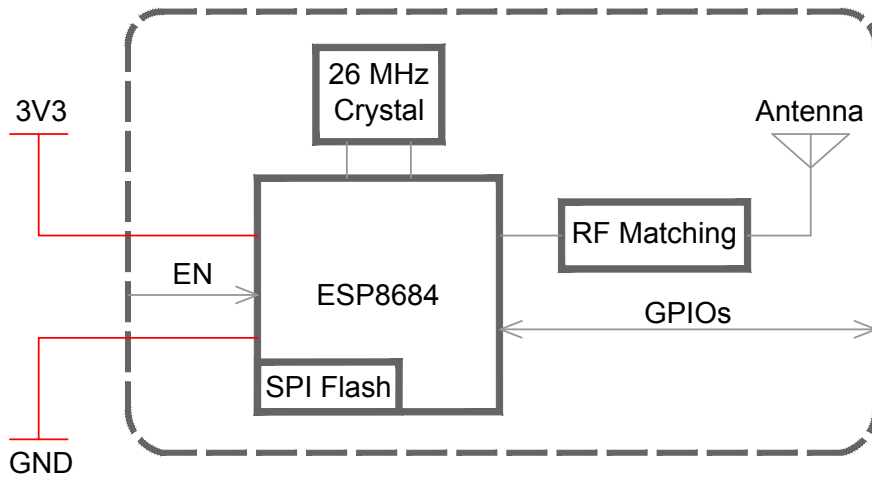 26 MHz
Crystal
3V3
Antenna
RF Matching
EN
ESP8684
GPIOs
SPI Flash
GND